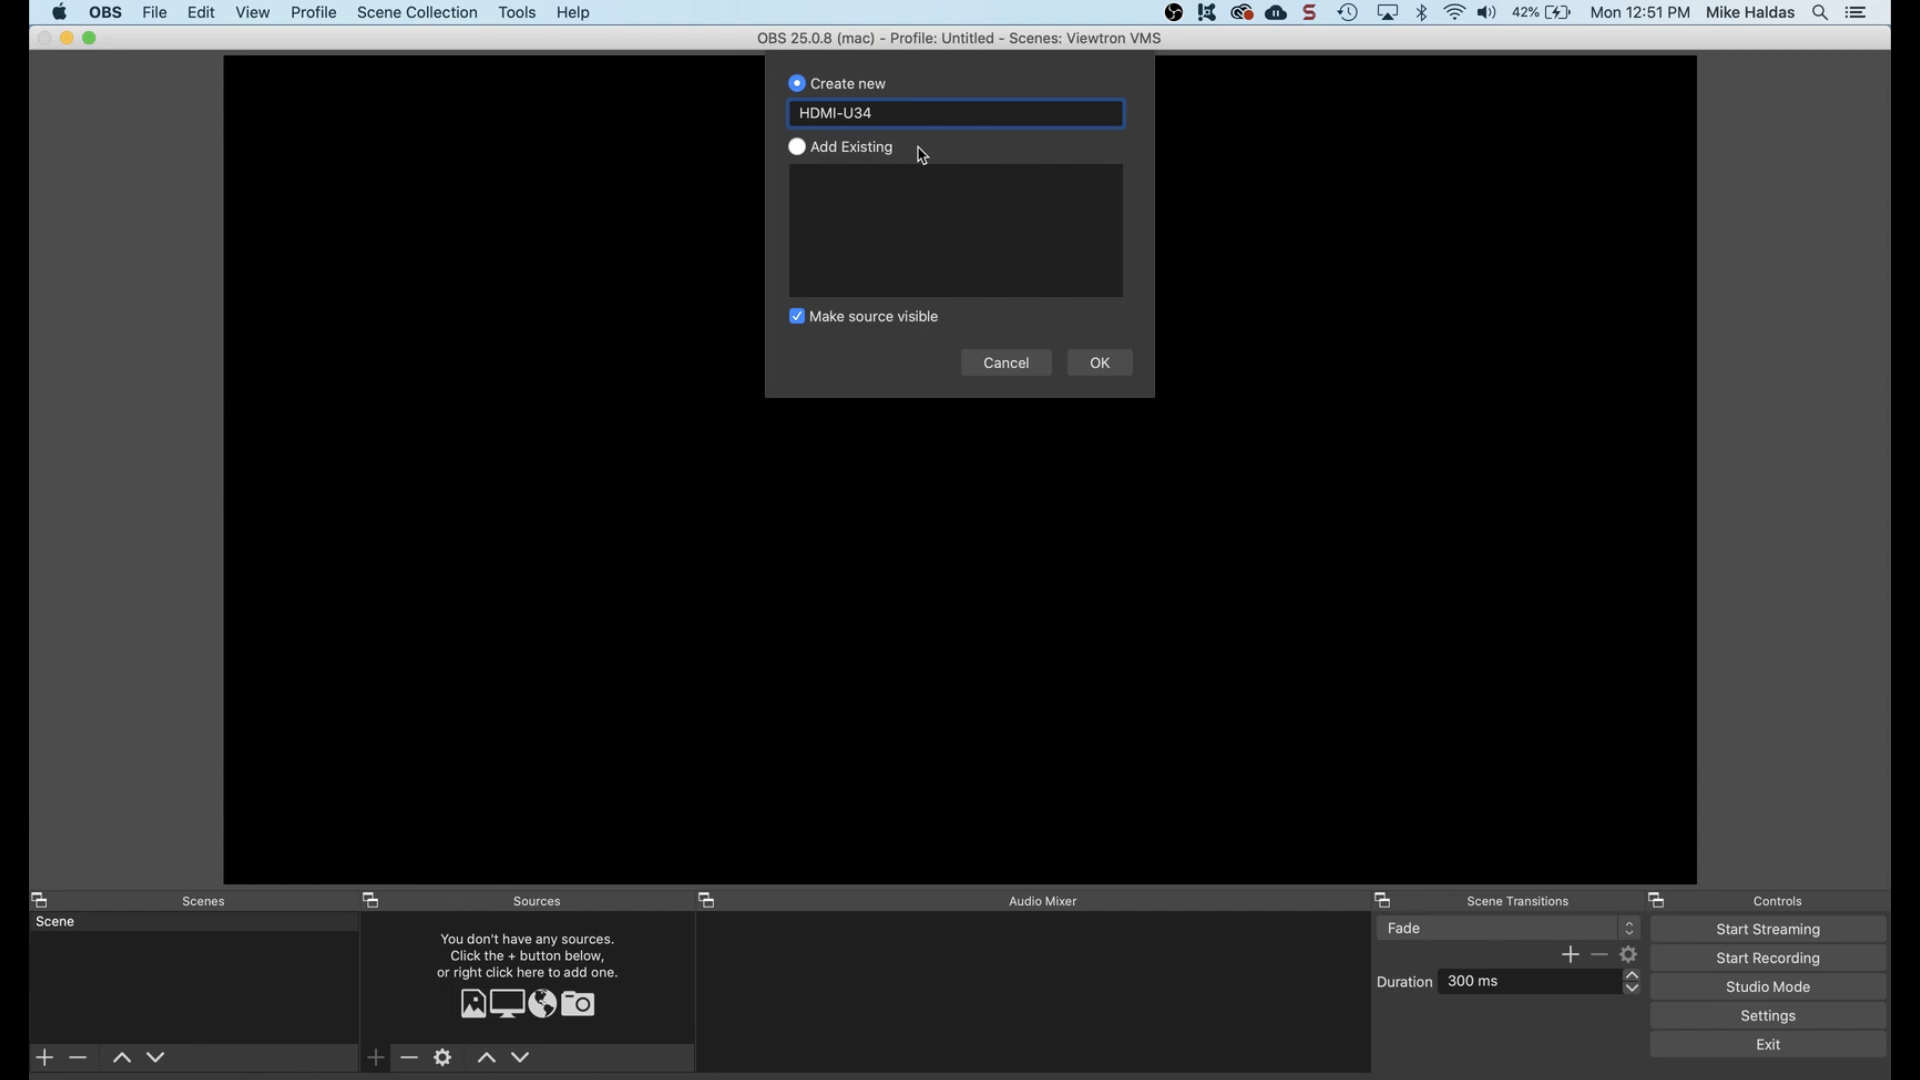 OBS File Edit View Profile Scene Collection Tools Help 42% Mon 12:51 PM Mike Haldas
OBS 25.0.8 (mac) - Profile: Untitled - Scenes: Viewtron VMS
Create new
HDMI-U34
Add Existing
Make source visible
Cancel OK
Scenes
Scene
Sources
You don't have any sources.
Click the + button below,
or right click here to add one.
Audio Mixer
Scene Transitions
Fade
Duration 300 ms
Controls
Start Streaming
Start Recording
Studio Mode
Settings
Exit